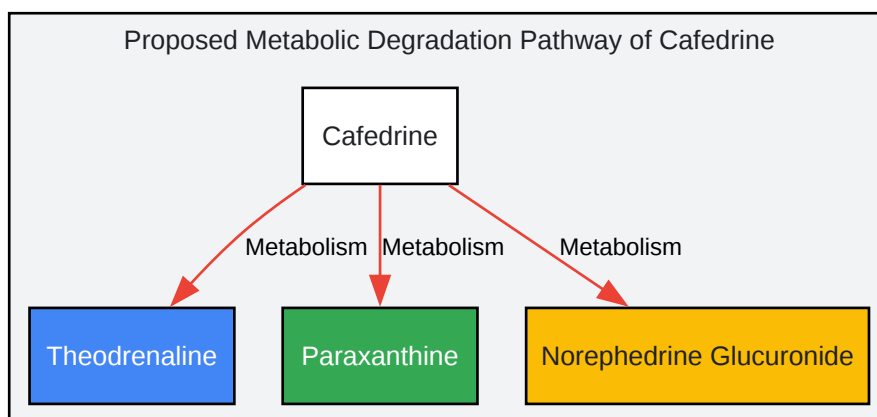 Proposed Metabolic Degradation Pathway of Cafedrine
Cafedrine
Metabolism Metabolism Metabolism
Theodrenaline Paraxanthine Norephedrine Glucuronide